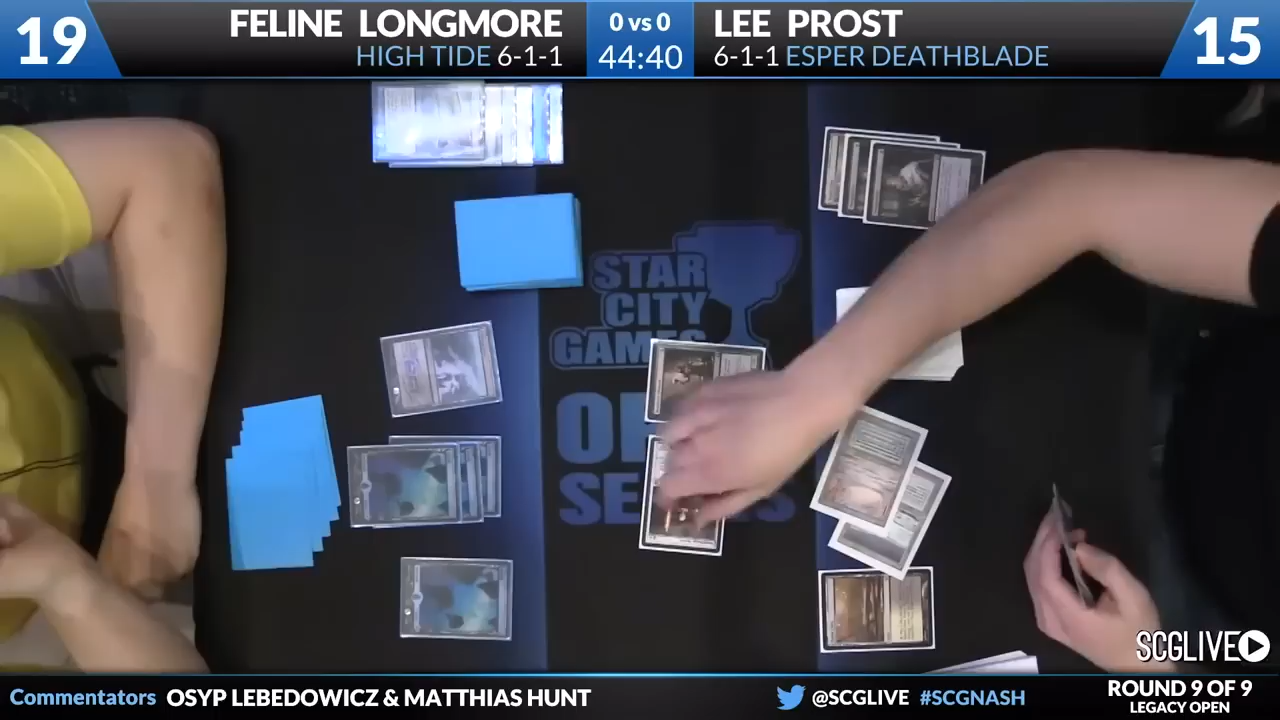 19
FELINE LONGMORE
HIGH TIDE 6-1-1
0 vs 0
44:40
LEE PROST
6-1-1 ESPER DEATHBLADE
15
STAR
CITY
GAMES
SCGLIVE
Commentators OSYP LEBEDOWICZ & MATTHIAS HUNT
@SCGLIVE #SCGNASH
ROUND 9 OF 9
LEGACY OPEN